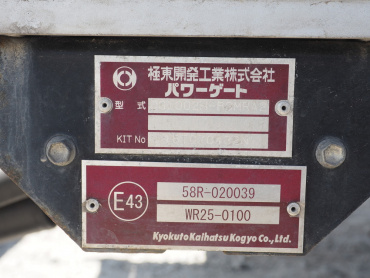 極東開発工業株式会社
パワーゲート
型式
KIT No
E43
58R-020039
WR25-0100
Kyokuto Kaihatsu Kogyo Co., Ltd.